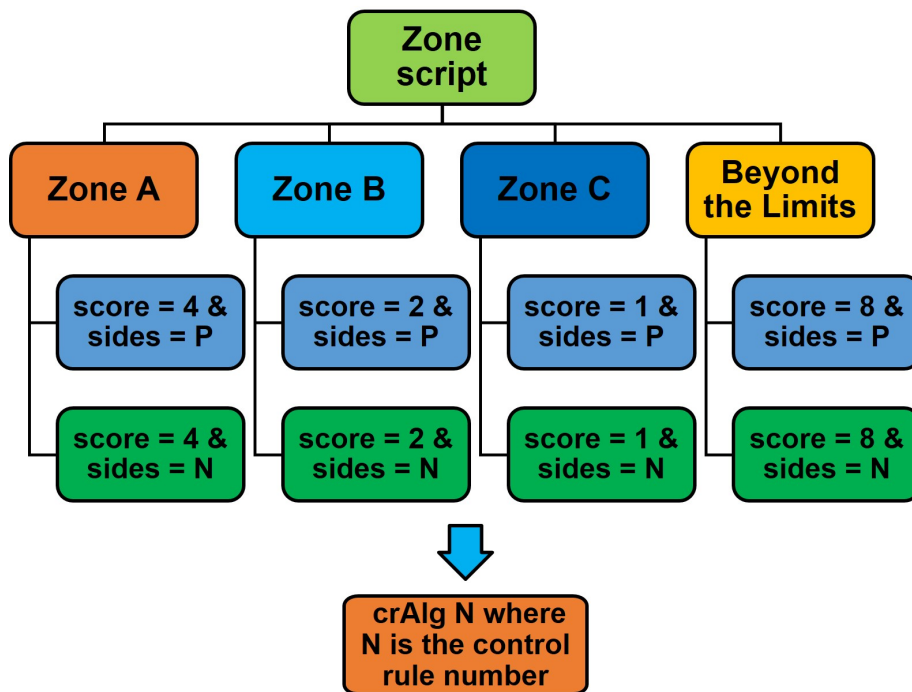 Zone
script
Zone A
Zone B
Zone C
Beyond
the Limits
score = 4 &
sides = P
score = 2 &
sides = P
score = 1 &
sides = P
score = 8 &
sides = P
score = 4 &
sides = N
score = 2 &
sides = N
score = 1 &
sides = N
score = 8 &
sides = N
crAlg N where
N is the control
rule number